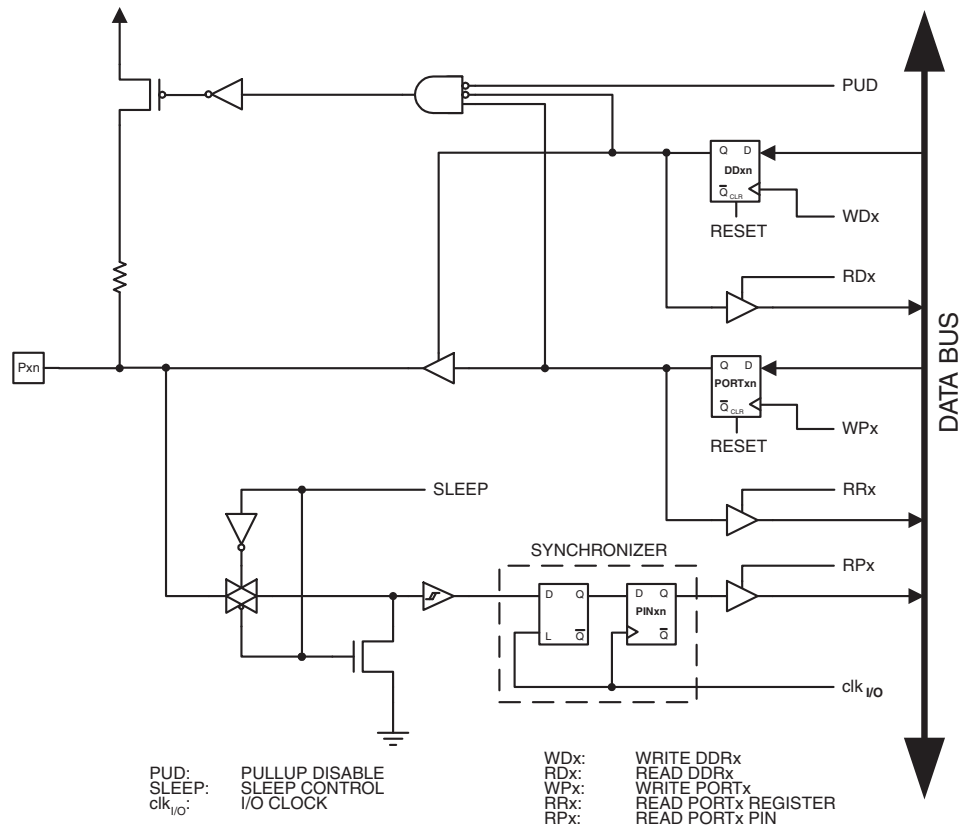 PUD
Q D
DDxn
Q CLR
WDx
RESET
RDx
DATA BUS
Pxn
Q D
PORTxn
Q CLR
WPx
RESET
SLEEP
RRx
SYNCHRONIZER
RPx
D Q
L Q
D Q
PINxn
Q
clk I/O
PUD: PULLUP DISABLE
SLEEP: SLEEP CONTROL
clk I/O: I/O CLOCK
WDx: WRITE DDRx
RDx: READ DDRx
WPx: WRITE PORTx
RRx: READ PORTx REGISTER
RPx: READ PORTx PIN